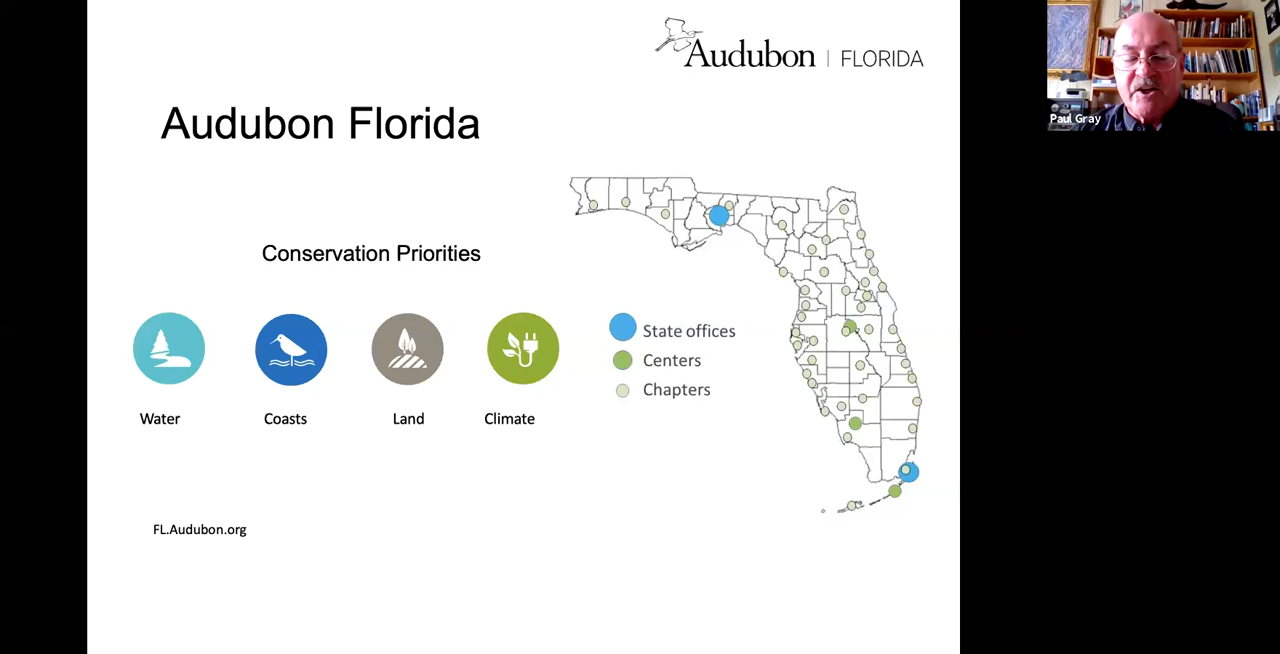 Audubon | FLORIDA
Paul Gray
Audubon Florida
Conservation Priorities
State offices
Centers
Chapters
Water
Coasts
Land
Climate
FL.Audubon.org